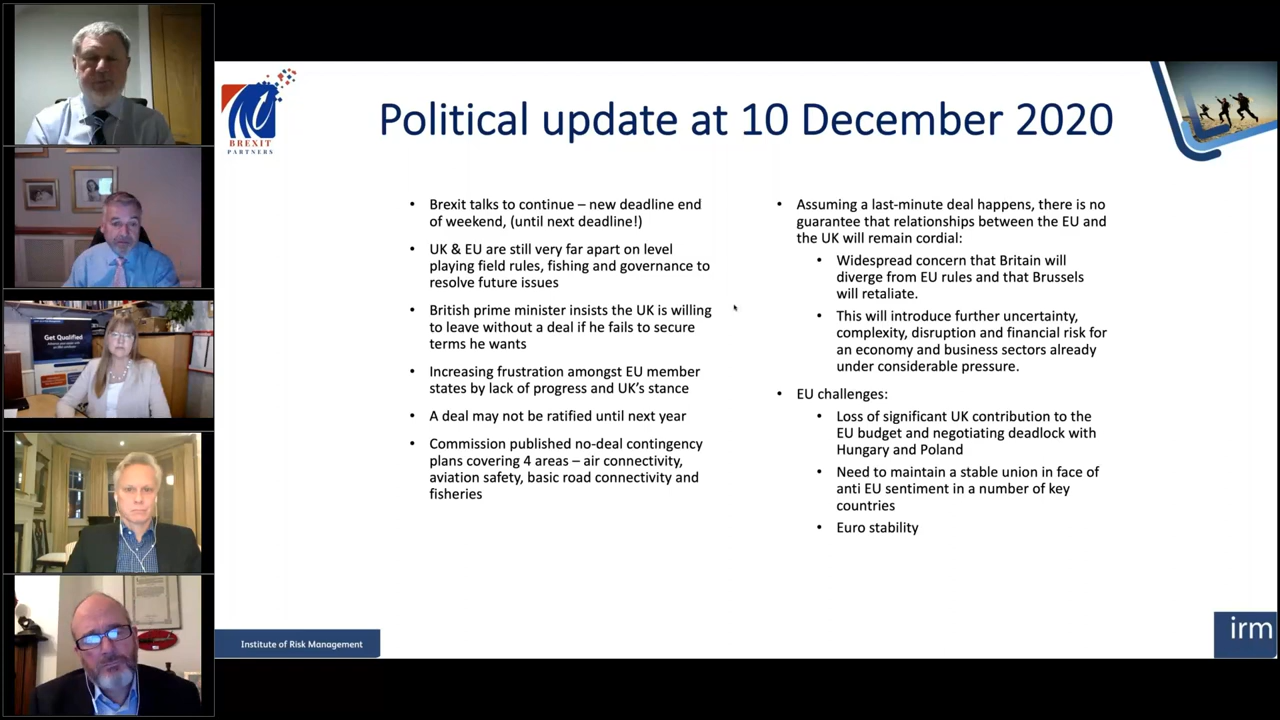 Get Qualified
BREXIT
PARTNERS
Political update at 10 December 2020
• Brexit talks to continue – new deadline end
of weekend, (until next deadline!)
• UK & EU are still very far apart on level
playing field rules, fishing and governance to
resolve future issues
• British prime minister insists the UK is willing
to leave without a deal if he fails to secure
terms he wants
• Increasing frustration amongst EU member
states by lack of progress and UK's stance
• A deal may not be ratified until next year
• Commission published no-deal contingency
plans covering 4 areas – air connectivity,
aviation safety, basic road connectivity and
fisheries
• Assuming a last-minute deal happens, there is no
guarantee that relationships between the EU and
the UK will remain cordial:
• Widespread concern that Britain will
diverge from EU rules and that Brussels
will retaliate.
• This will introduce further uncertainty,
complexity, disruption and financial risk for
an economy and business sectors already
under considerable pressure.
• EU challenges:
• Loss of significant UK contribution to the
EU budget and negotiating deadlock with
Hungary and Poland
• Need to maintain a stable union in face of
anti EU sentiment in a number of key
countries
• Euro stability
Institute of Risk Management
irm